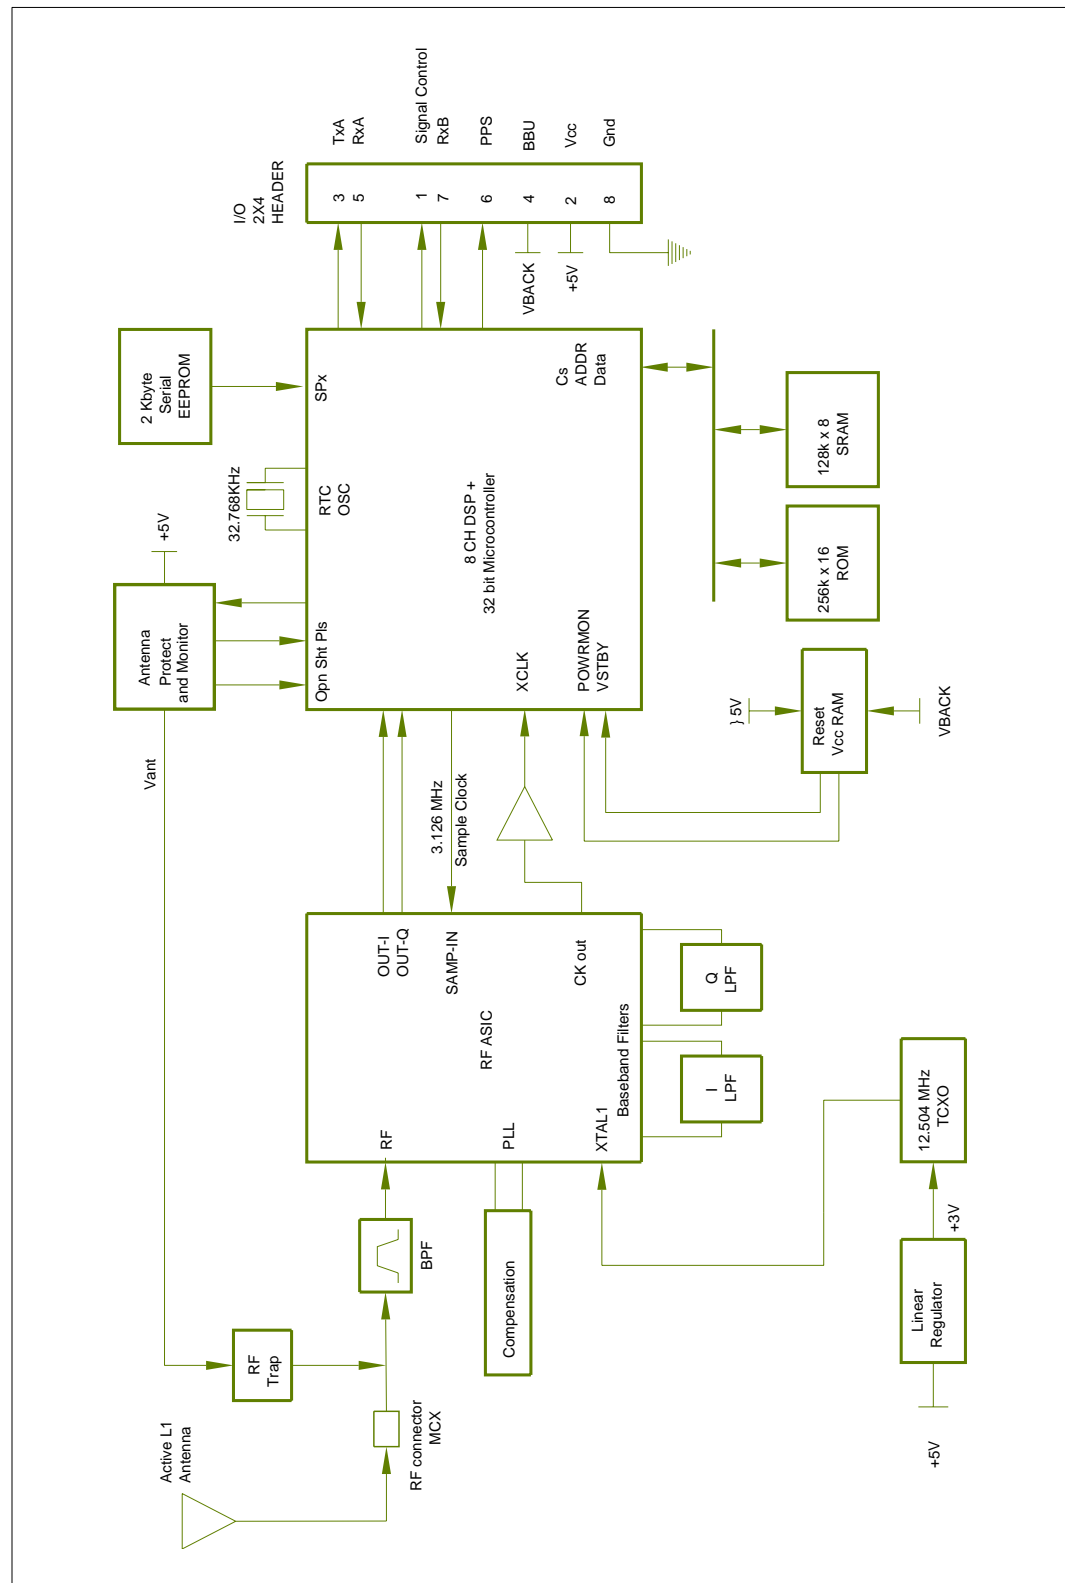 Active L1
Antenna
RF connector
MCX
RF
Trap
Vant
BPF
Antenna
Protect
and Monitor
+5V
2 Kbyte
Serial
EEPROM
32.768KHz
I/O
2X4
HEADER
3
5
1
7
6
4
2
8
TxA
RxA
Signal Control
RxB
PPS
BBU
Vcc
Gnd
VBACK
+5V
Opn Sht Pls
RTC
OSC
SPx
8 CH DSP +
32 bit Microcontroller
XCLK
POWRMON
VSTBY
Cs
ADDR
Data
3.126 MHz
Sample Clock
RF
PLL
XTAL1
RF ASIC
OUT-I
OUT-Q
SAMP-IN
CK out
Baseband Filters
Compensation
I
LPF
Q
LPF
128k x 8
SRAM
256k x 16
ROM
} 5V
Reset
Vcc RAM
VBACK
12.504 MHz
TCXO
+3V
Linear
Regulator
+5V